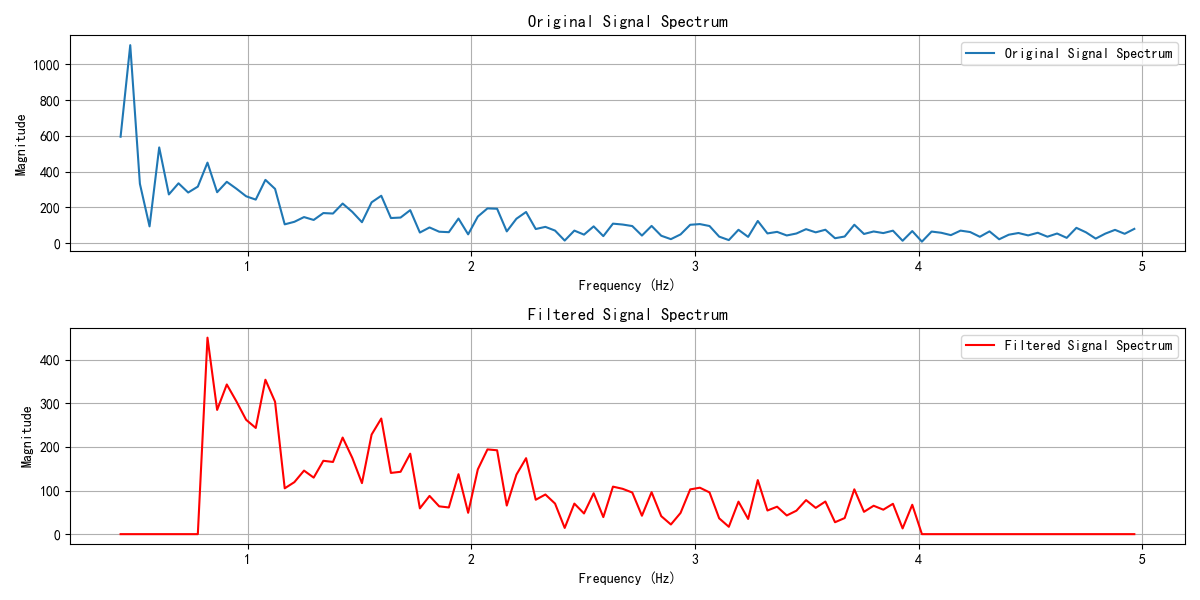 Original Signal Spectrum
Original Signal Spectrum
Magnitude
1000
800
600
400
200
0
1 2 3 4 5
Frequency (Hz)
Filtered Signal Spectrum
Filtered Signal Spectrum
Magnitude
400
300
200
100
0
1 2 3 4 5
Frequency (Hz)